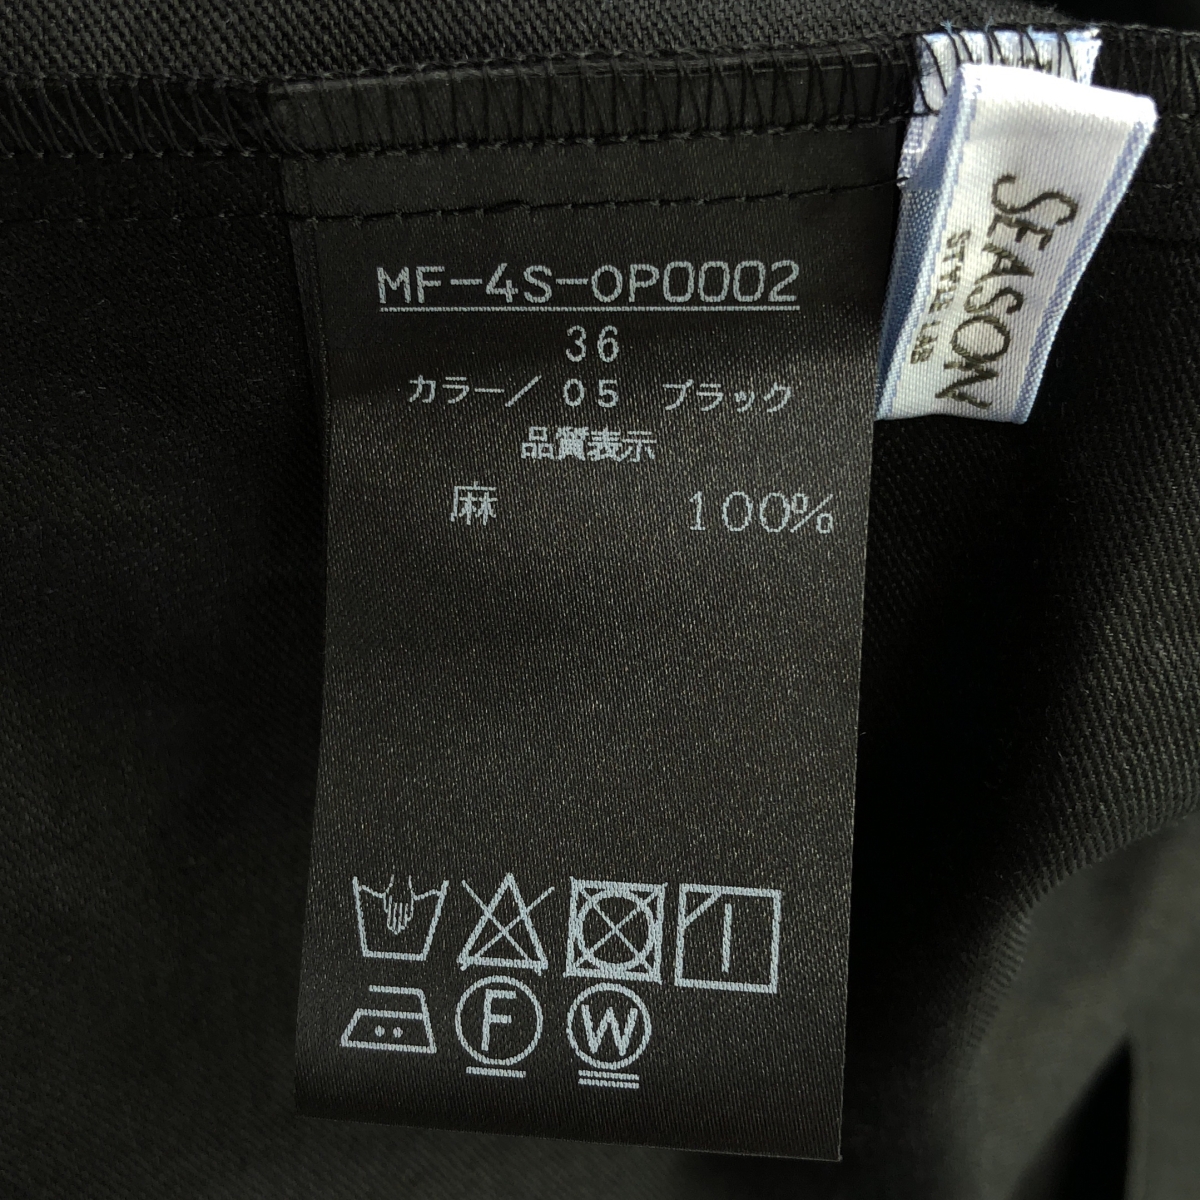 MF-4S-OP0002
36
カラー/ 05 ブラック
品質表示
麻 100%
F
W
SEASON
STYLE LAB